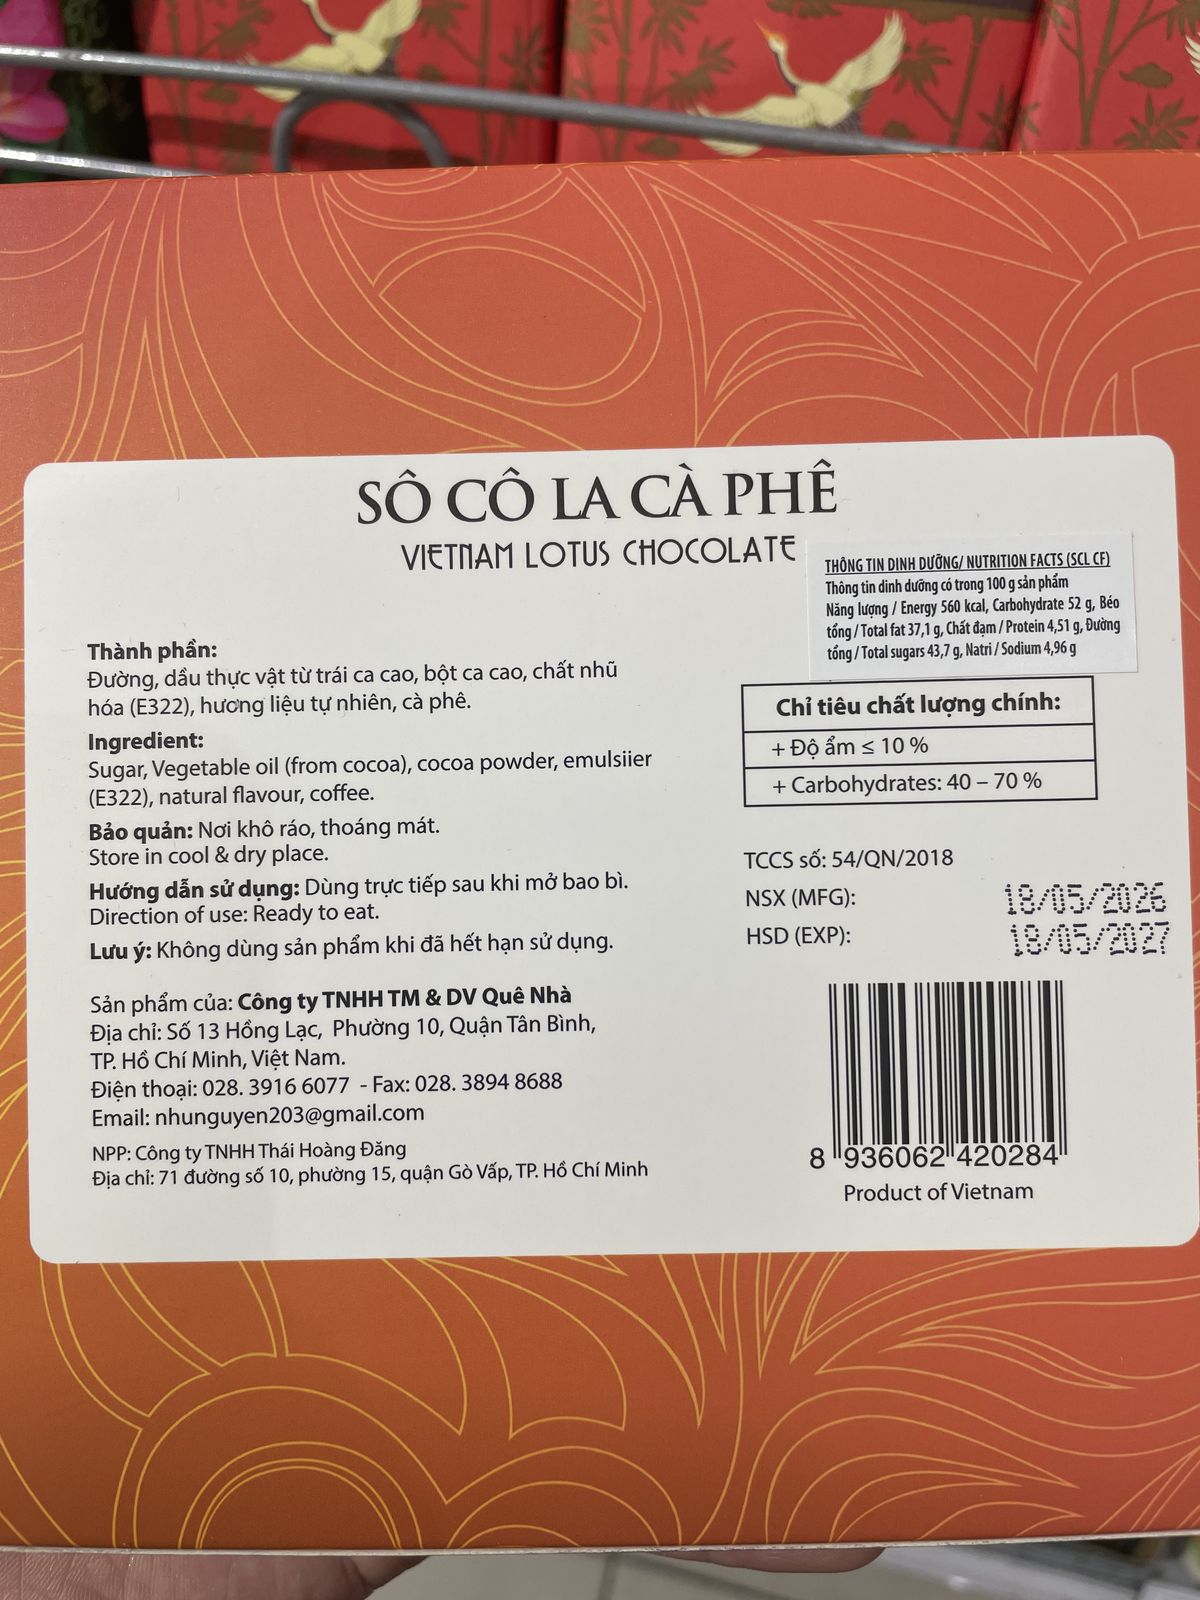 SÔ CÔ LA CÀ PHÊ
VIETNAM LOTUS CHOCOLATE
THÔNG TIN DINH DƯỠNG/ NUTRITION FACTS (SCL CF)
Thông tin dinh dưỡng có trong 100 g sản phẩm
Năng lượng / Energy 560 kcal, Carbohydrate 52 g, Béo
tổng / Total fat 37,1 g, Chất đạm / Protein 4,51 g, Đường
tổng / Total sugars 43,7 g, Natri / Sodium 4,96 g
Thành phần:
Đường, dầu thực vật từ trái ca cao, bột ca cao, chất nhũ
hóa (E322), hương liệu tự nhiên, cà phê.
Ingredient:
Sugar, Vegetable oil (from cocoa), cocoa powder, emulsiier
(E322), natural flavour, coffee.
Bảo quản: Nơi khô ráo, thoáng mát.
Store in cool & dry place.
Hướng dẫn sử dụng: Dùng trực tiếp sau khi mở bao bì.
Direction of use: Ready to eat.
Lưu ý: Không dùng sản phẩm khi đã hết hạn sử dụng.
Chỉ tiêu chất lượng chính:
+ Độ ẩm ≤ 10 %
+ Carbohydrates: 40 – 70 %
TCCS số: 54/QN/2018
NSX (MFG): 18/05/2026
HSD (EXP): 18/05/2027
Sản phẩm của: Công ty TNHH TM & DV Quê Nhà
Địa chỉ: Số 13 Hồng Lạc, Phường 10, Quận Tân Bình,
TP. Hồ Chí Minh, Việt Nam.
Điện thoại: 028. 3916 6077 - Fax: 028. 3894 8688
Email: nhunguyen203@gmail.com
NPP: Công ty TNHH Thái Hoàng Đăng
Địa chỉ: 71 đường số 10, phường 15, quận Gò Vấp, TP. Hồ Chí Minh
8 936062 420284
Product of Vietnam